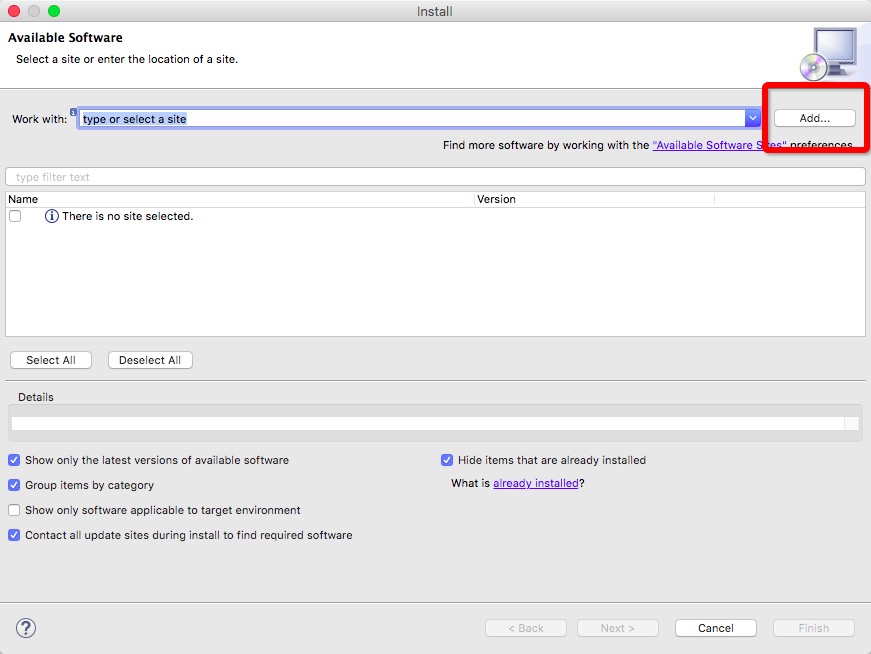 Install
Available Software
Select a site or enter the location of a site.
Work with: type or select a site Add...
Find more software by working with the "Available Software Sites" preferences.
type filter text
Name Version
There is no site selected.
Select All Deselect All
Details
Show only the latest versions of available software Hide items that are already installed
Group items by category What is already installed?
Show only software applicable to target environment
Contact all update sites during install to find required software
? < Back Next > Cancel Finish